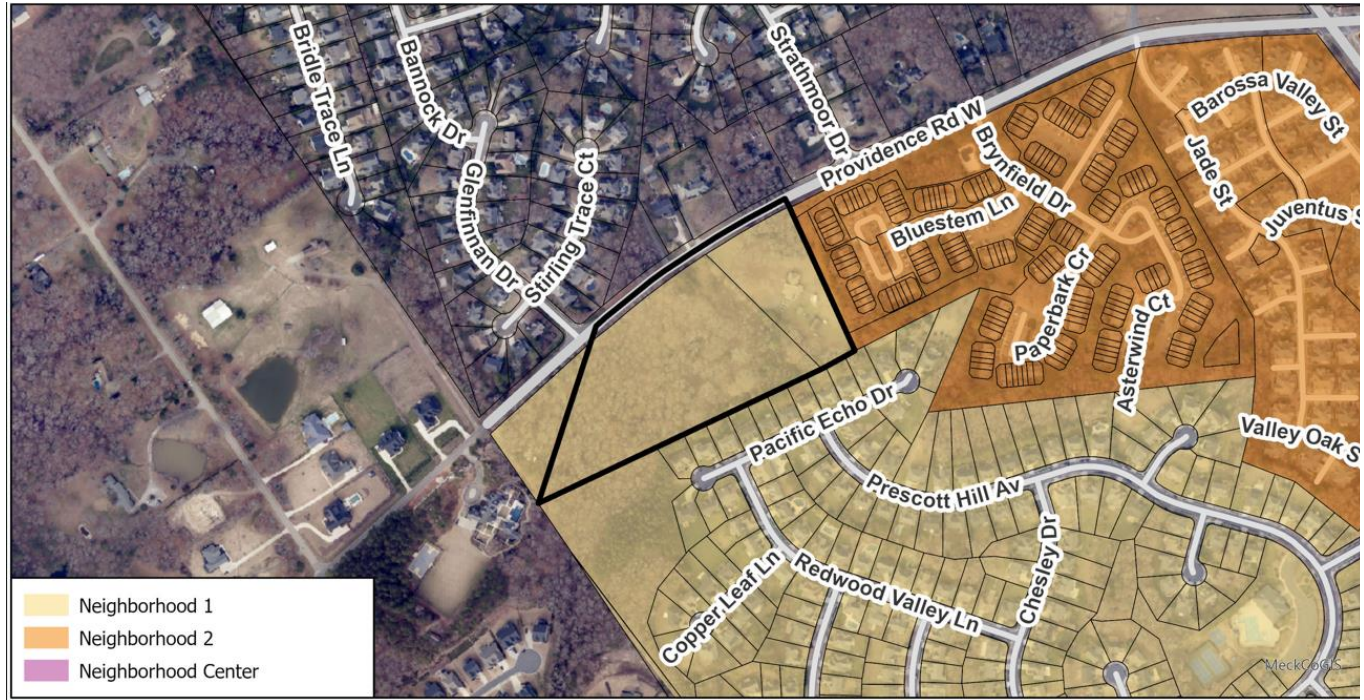 Bridle Trace Ln
Bannock Dr
Glenfinnan Dr
Stirling Trace Ct
Strathmoor Dr
Providence Rd W
Brynfield Dr
Bluestem Ln
Paperbark Cr
Asterwind Ct
Barossa Valley St
Jade St
Juventus S
Valley Oak S
Pacific Echo Dr
Prescott Hill Av
Chesley Dr
Redwood Valley Ln
Copper Leaf Ln
Neighborhood 1
Neighborhood 2
Neighborhood Center
MeckCoGIS